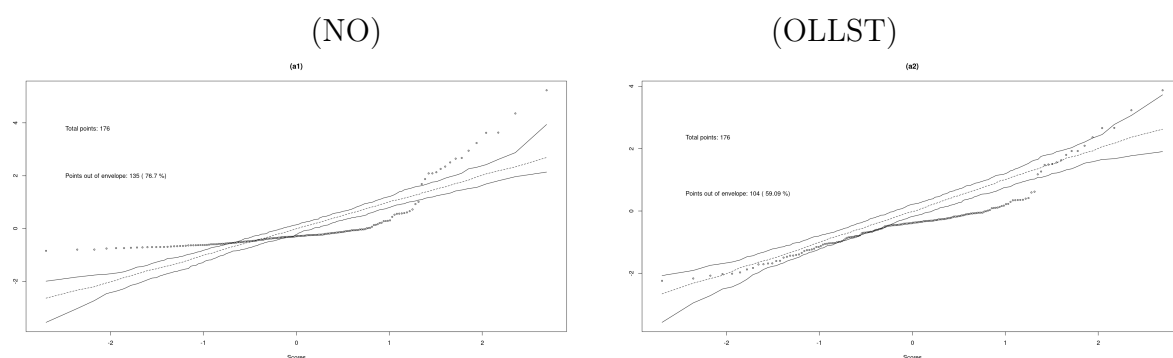 (NO)
(OLLST)
(a1)
(a2)
Total points: 176
Points out of envelope: 135 ( 76.7 %)
Total points: 176
Points out of envelope: 104 ( 59.09 %)
4
2
0
-2
-2
-1
0
1
2
Scores
4
2
0
-2
-2
-1
0
1
2
Scores